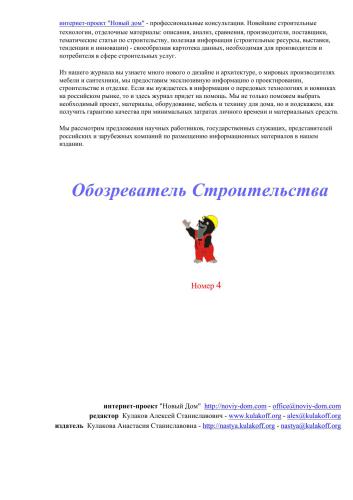 интернет-проект "Новый дом" - профессиональные консультации. Новейшие строительные
технологии, отделочные материалы: описания, анализ, сравнения, производители, поставщики,
тематические статьи по строительству, полезная информация (строительные ресурсы, выставки,
тенденции и инновации) - своеобразная картотека данных, необходимая для производителя и
потребителя в сфере строительных услуг.
Из нашего журнала вы узнаете много нового о дизайне и архитектуре, о мировых производителях
мебели и сантехники, мы предоставим эксклюзивную информацию о проектировании,
строительстве и отделке. Если вы нуждаетесь в информации о передовых технологиях и новинках
на российском рынке, то и здесь журнал придет на помощь. Мы не только поможем выбрать
необходимый проект, материалы, оборудование, мебель и технику для дома, но и подскажем, как
получить гарантию качества при минимальных затратах личного времени и материальных средств.
Мы рассмотрим предложения научных работников, государственных служащих, представителей
российских и зарубежных компаний по размещению информационных материалов в нашем
издании.
Обозреватель Строительства
Номер 4
интернет-проект "Новый Дом" http://noviy-dom.com - office@noviy-dom.com
редактор Кулаков Алексей Станиславович - www.kulakoff.org - alex@kulakoff.org
издатель Кулакова Анастасия Станиславовна - http://nastya.kulakoff.org - nastya@kulakoff.org